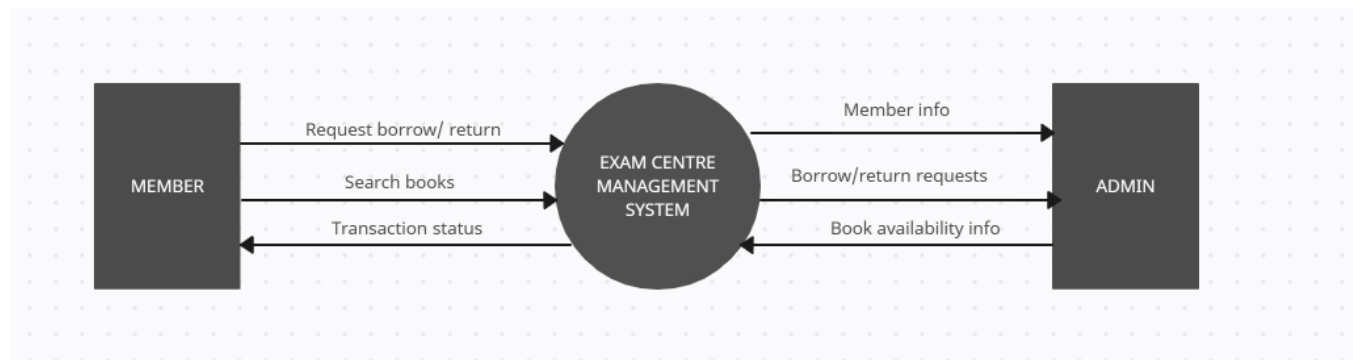 MEMBER
Request borrow/ return
Search books
Transaction status
EXAM CENTRE
MANAGEMENT
SYSTEM
Member info
Borrow/return requests
Book availability info
ADMIN